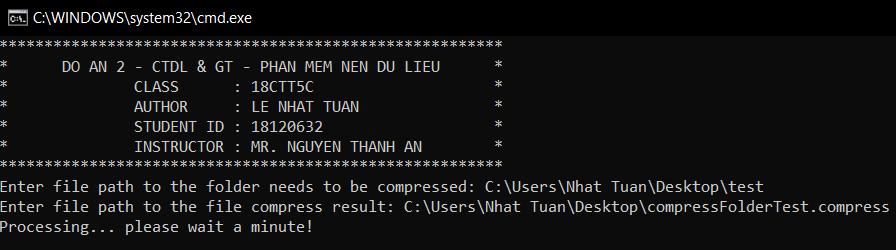 C:\WINDOWS\system32\cmd.exe
********************************************************
* DO AN 2 - CTDL & GT - PHAN MEM NEN DU LIEU *
* CLASS : 18CTT5C *
* AUTHOR : LE NHAT TUAN *
* STUDENT ID : 18120632 *
* INSTRUCTOR : MR. NGUYEN THANH AN *
********************************************************
Enter file path to the folder needs to be compressed: C:\Users\Nhat Tuan\Desktop\test
Enter file path to the file compress result: C:\Users\Nhat Tuan\Desktop\compressFolderTest.compress
Processing... please wait a minute!